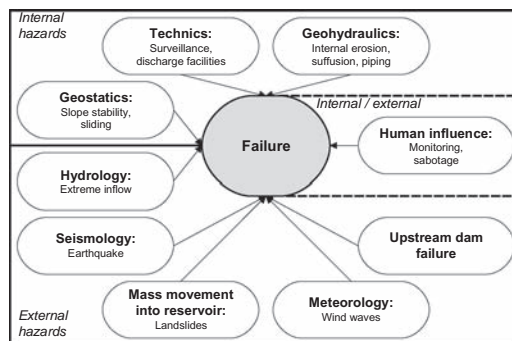 Internal
hazards
Technics:
Surveillance,
discharge facilities
Geohydraulics:
Internal erosion,
suffusion, piping
Geostatics:
Slope stability,
sliding
Internal / external
Failure
Human influence:
Monitoring,
sabotage
Hydrology:
Extreme inflow
Seismology:
Earthquake
Upstream dam
failure
Mass movement
into reservoir:
Landslides
Meteorology:
Wind waves
External
hazards